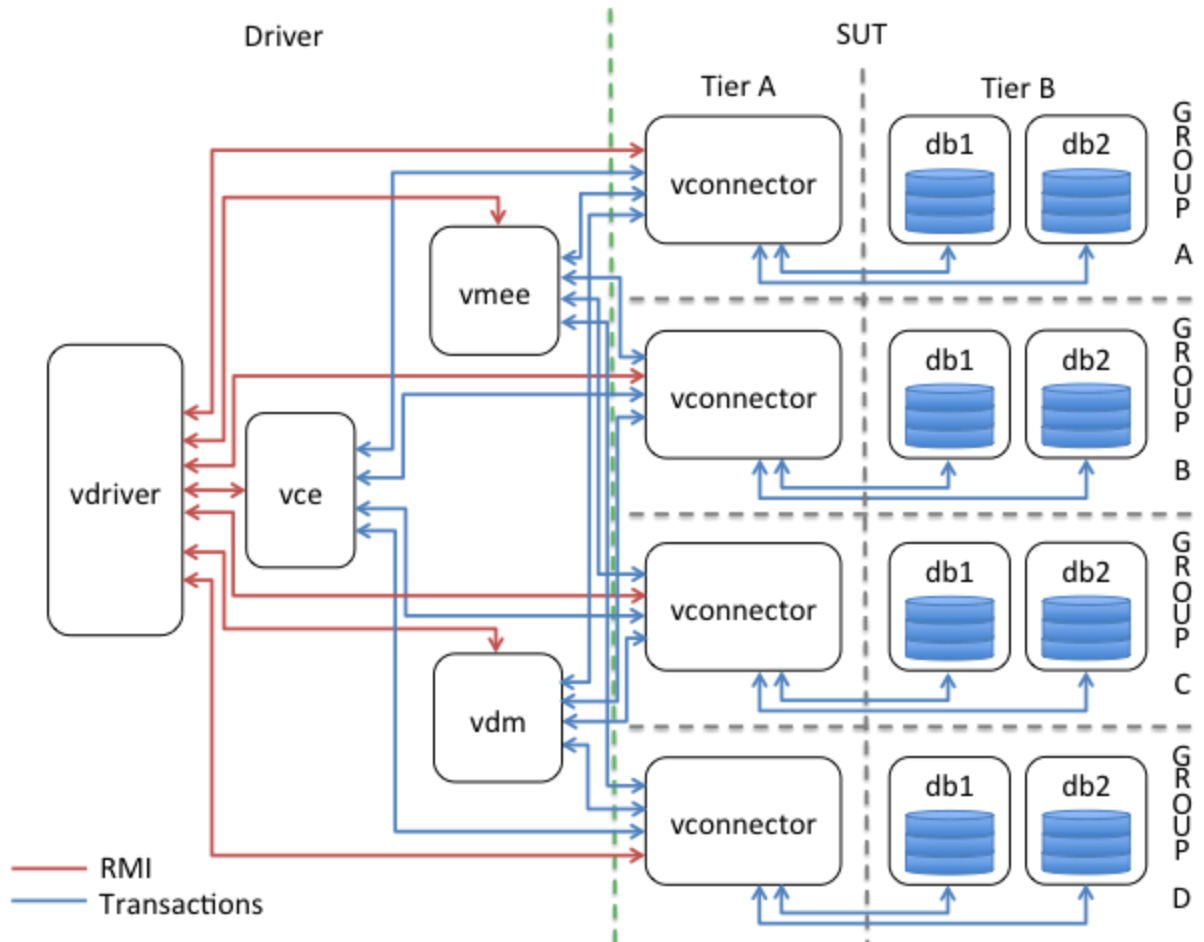 Driver
SUT
Tier A
Tier B
vconnector
db1
db2
GROUP A
vmee
vconnector
db1
db2
GROUP B
vdriver
vce
vconnector
db1
db2
GROUP C
vdm
vconnector
db1
db2
GROUP D
RMI
Transactions